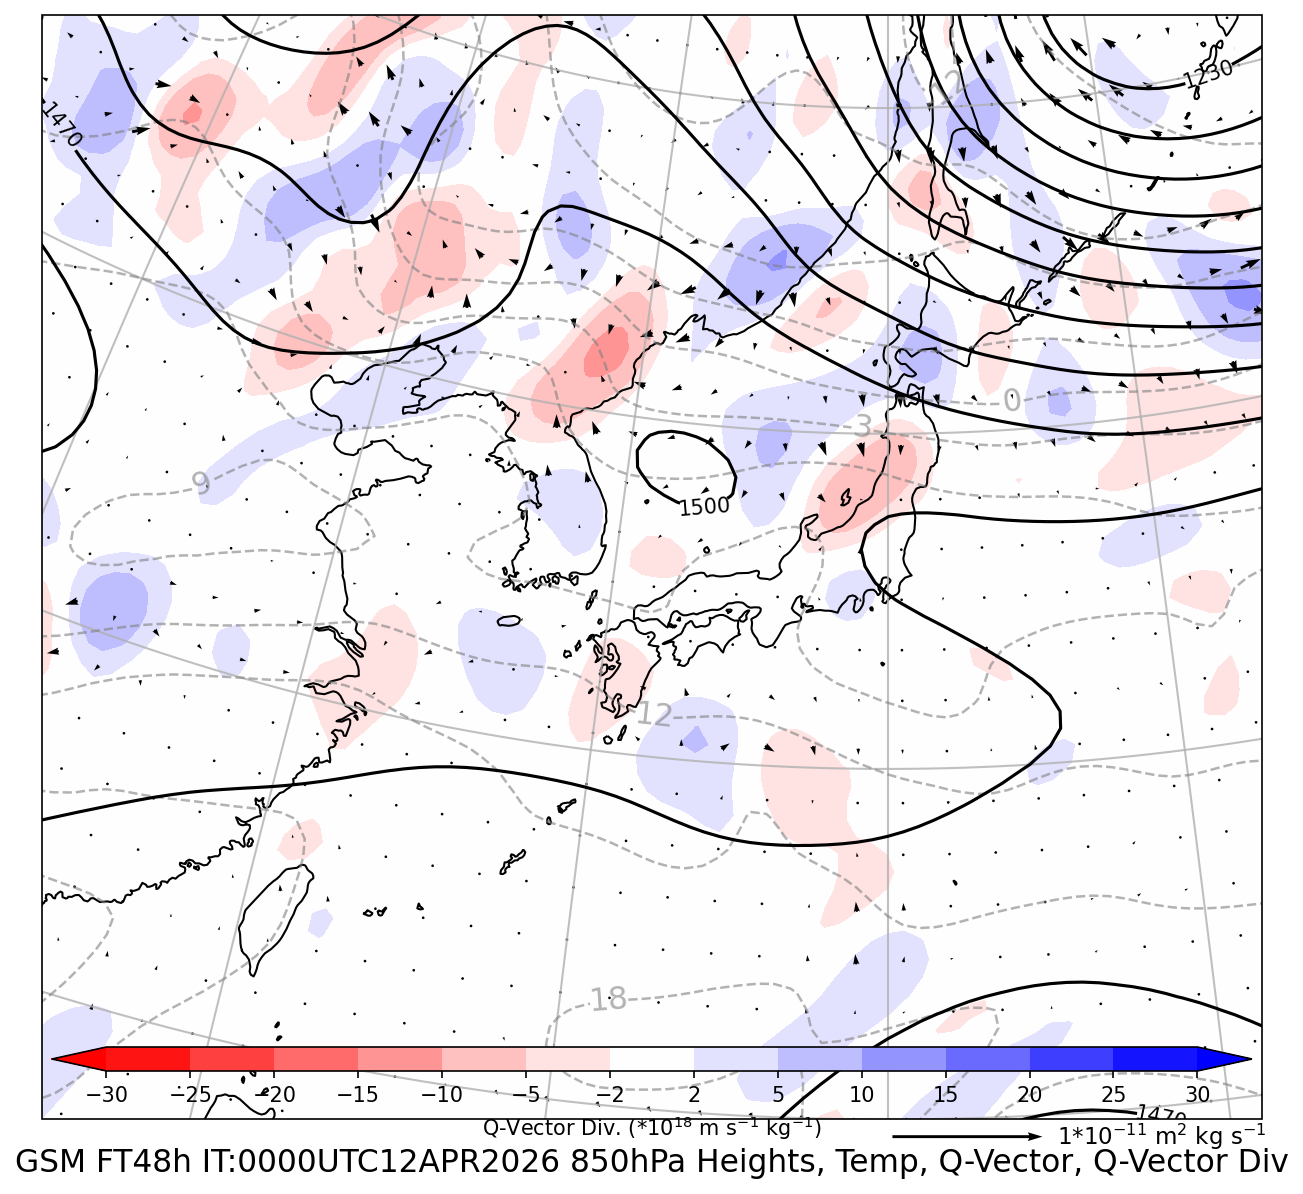 1230
1470
2
0
3
9
1500
12
18
−30 −25 −20 −15 −10 −5 −2 2 5 10 15 20 25 30
1470
Q-Vector Div. (*10¹⁸ m s⁻¹ kg⁻¹)
1*10⁻¹¹ m² kg s⁻¹
GSM FT48h IT:0000UTC12APR2026 850hPa Heights, Temp, Q-Vector, Q-Vector Div